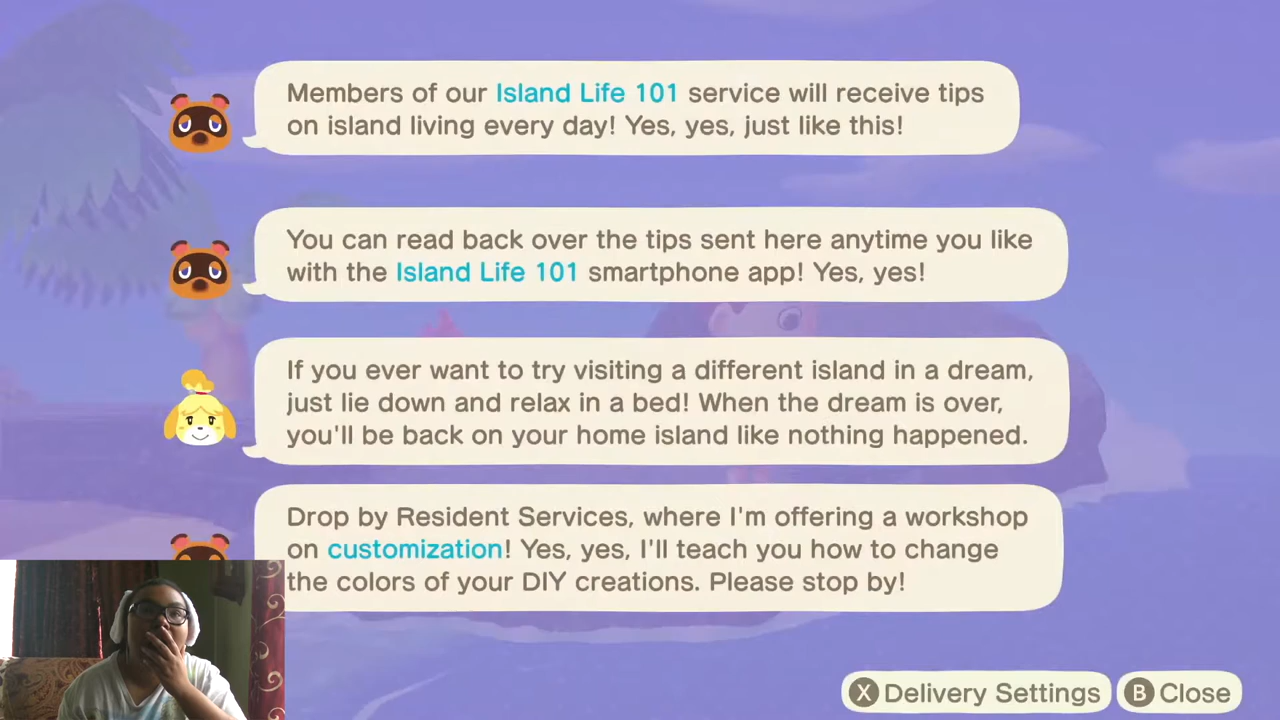 Members of our Island Life 101 service will receive tips
on island living every day! Yes, yes, just like this!
You can read back over the tips sent here anytime you like
with the Island Life 101 smartphone app! Yes, yes!
If you ever want to try visiting a different island in a dream,
just lie down and relax in a bed! When the dream is over,
you'll be back on your home island like nothing happened.
Drop by Resident Services, where I'm offering a workshop
on customization! Yes, yes, I'll teach you how to change
the colors of your DIY creations. Please stop by!
X Delivery Settings B Close